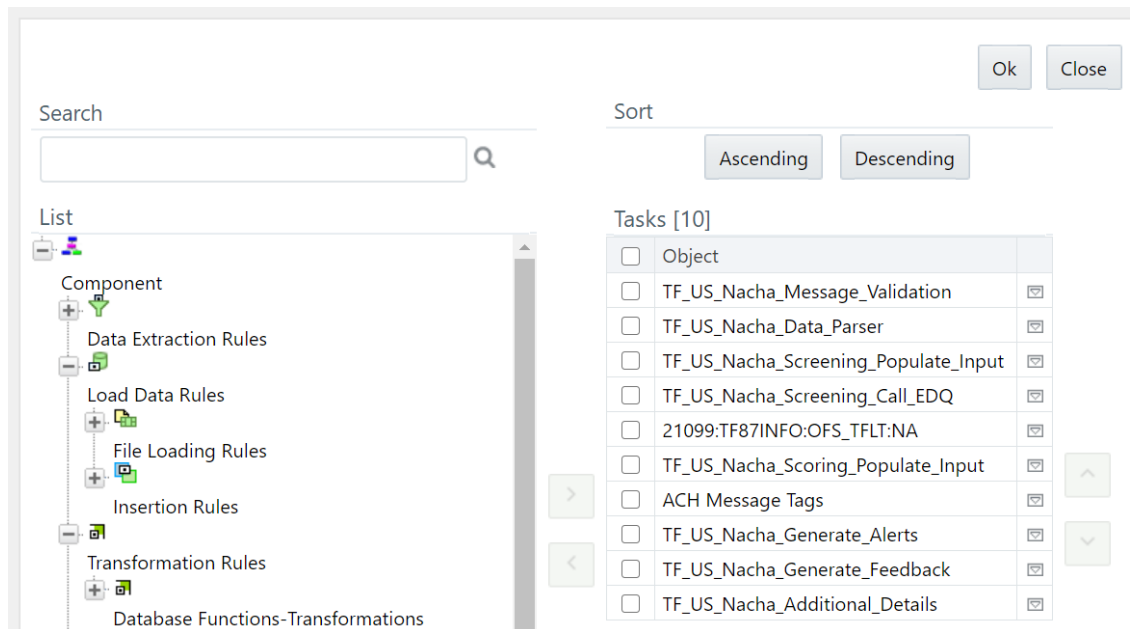 Ok Close
Search
Sort
Ascending Descending
List
Component
Data Extraction Rules
Load Data Rules
File Loading Rules
Insertion Rules
Transformation Rules
Database Functions-Transformations
Tasks [10]
Object
TF_US_Nacha_Message_Validation
TF_US_Nacha_Data_Parser
TF_US_Nacha_Screening_Populate_Input
TF_US_Nacha_Screening_Call_EDQ
21099:TF87INFO:OFS_TFLT:NA
TF_US_Nacha_Scoring_Populate_Input
ACH Message Tags
TF_US_Nacha_Generate_Alerts
TF_US_Nacha_Generate_Feedback
TF_US_Nacha_Additional_Details